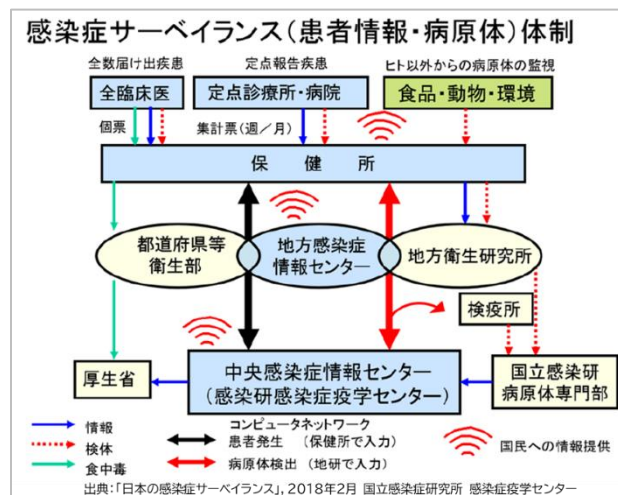 感染症サーベイランス（患者情報・病原体）体制
全数届け出疾患
定点報告疾患
ヒト以外からの病原体の監視
全臨床医
定点診療所・病院
食品・動物・環境
個票
集計票（週／月）
保健所
都道府県等
衛生部
地方感染症
情報センター
地方衛生研究所
検疫所
厚生省
中央感染症情報センター
（感染研感染症疫学センター）
国立感染研
病原体専門部
情報
検体
食中毒
コンピュータネットワーク
患者発生　（保健所で入力）
病原体検出　（地研で入力）
国民への情報提供
出典：「日本の感染症サーベイランス」，2018年2月 国立感染症研究所 感染症疫学センター